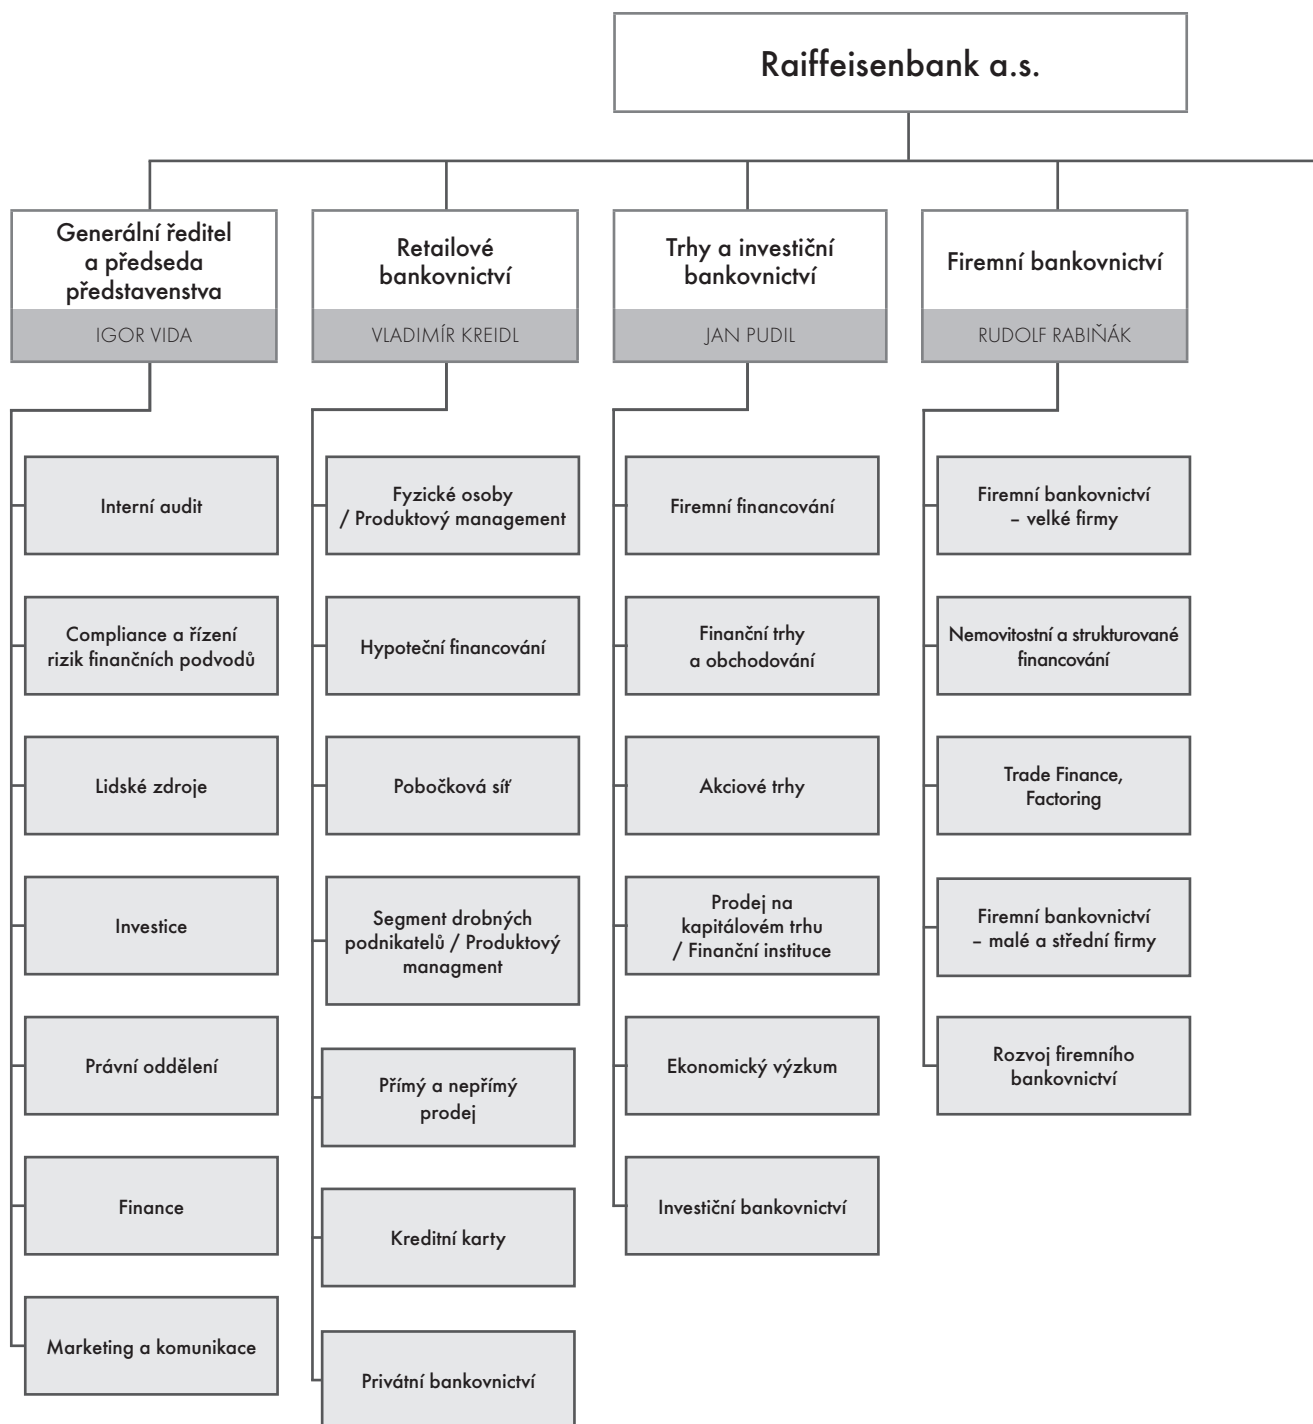 Raiffeisenbank a.s.
Generální ředitel
a předseda
představenstva
IGOR VIDA
Retailové
bankovnictví
VLADIMÍR KREIDL
Trhy a investiční
bankovnictví
JAN PUDIL
Firemní bankovnictví
RUDOLF RABIŇÁK
Interní audit
Compliance a řízení
rizik finančních podvodů
Lidské zdroje
Investice
Právní oddělení
Finance
Marketing a komunikace
Fyzické osoby
/ Produktový management
Hypoteční financování
Pobočková síť
Segment drobných
podnikatelů / Produktový
managment
Přímý a nepřímý
prodej
Kreditní karty
Privátní bankovnictví
Firemní financování
Finanční trhy
a obchodování
Akciové trhy
Prodej na
kapitálovém trhu
/ Finanční instituce
Ekonomický výzkum
Investiční bankovnictví
Firemní bankovnictví
– velké firmy
Nemovitostní a strukturované
financování
Trade Finance,
Factoring
Firemní bankovnictví
– malé a střední firmy
Rozvoj firemního
bankovnictví